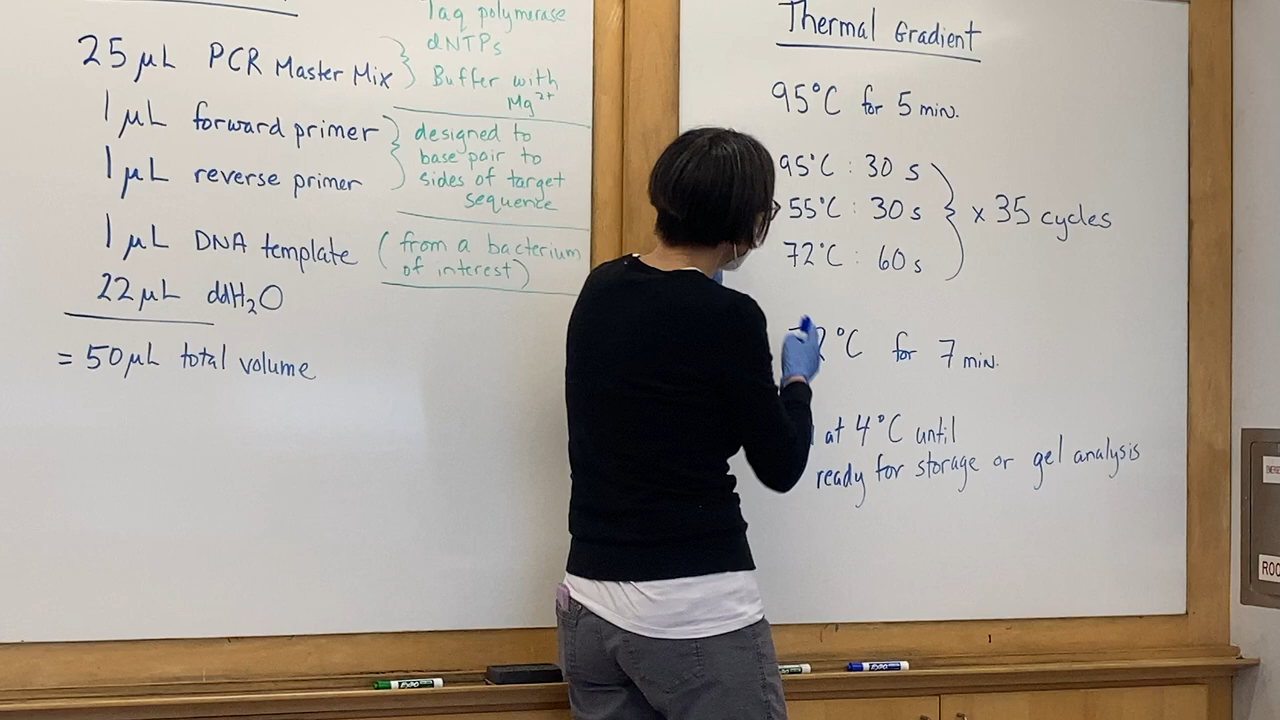 25 µL PCR Master Mix
1 µL forward primer
1 µL reverse primer
1 µL DNA template
22 µL ddH₂O
= 50 µL total volume
Taq polymerase
dNTPs
Buffer with
Mg²⁺
designed to
base pair to
sides of target
sequence
(from a bacterium
of interest)
Thermal Gradient
95°C for 5 min.
95°C : 30 s
55°C : 30 s
72°C : 60 s
x 35 cycles
2°C for 7 min.
at 4°C until
ready for storage or gel analysis
EXPO
EXPO